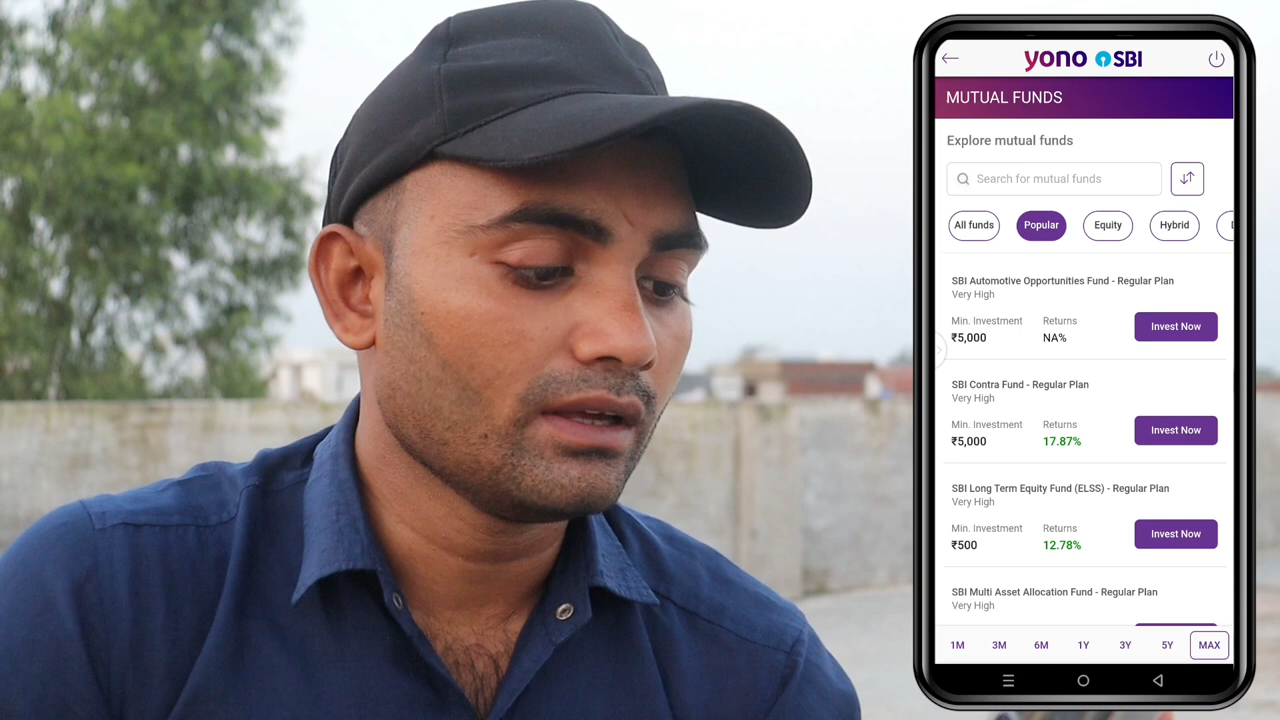 yono SBI
MUTUAL FUNDS
Explore mutual funds
Search for mutual funds
All funds Popular Equity Hybrid
SBI Automotive Opportunities Fund - Regular Plan
Very High
Min. Investment Returns
₹5,000 NA%
Invest Now
SBI Contra Fund - Regular Plan
Very High
Min. Investment Returns
₹5,000 17.87%
Invest Now
SBI Long Term Equity Fund (ELSS) - Regular Plan
Very High
Min. Investment Returns
₹500 12.78%
Invest Now
SBI Multi Asset Allocation Fund - Regular Plan
Very High
1M 3M 6M 1Y 3Y 5Y MAX